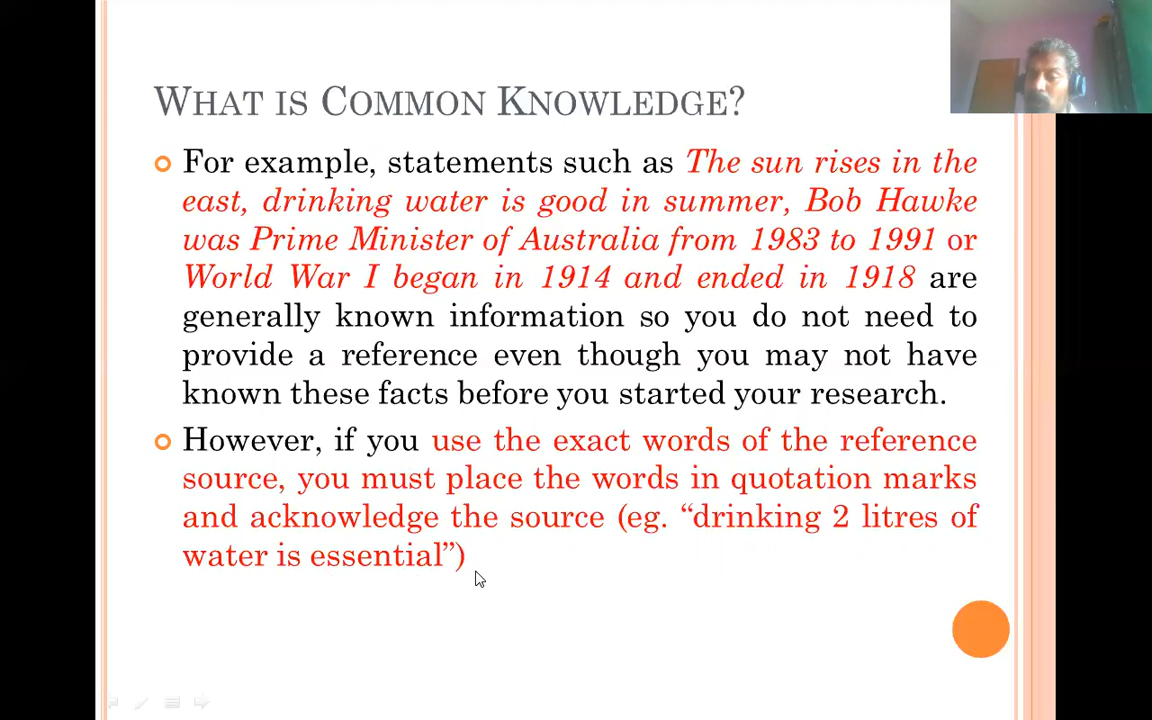 WHAT IS COMMON KNOWLEDGE?
For example, statements such as The sun rises in the
east, drinking water is good in summer, Bob Hawke
was Prime Minister of Australia from 1983 to 1991 or
World War I began in 1914 and ended in 1918 are
generally known information so you do not need to
provide a reference even though you may not have
known these facts before you started your research.
However, if you use the exact words of the reference
source, you must place the words in quotation marks
and acknowledge the source (eg. “drinking 2 litres of
water is essential”)